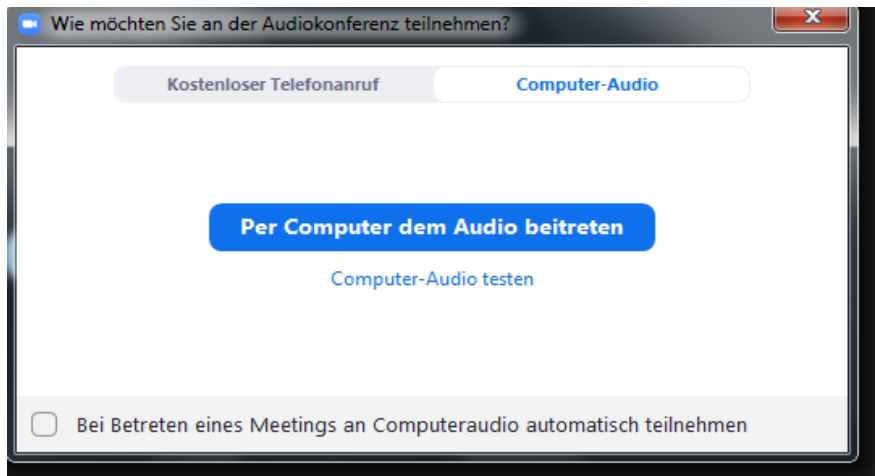 Wie möchten Sie an der Audiokonferenz teilnehmen?
Kostenloser Telefonanruf
Computer-Audio
Per Computer dem Audio beitreten
Computer-Audio testen
Bei Betreten eines Meetings an Computeraudio automatisch teilnehmen